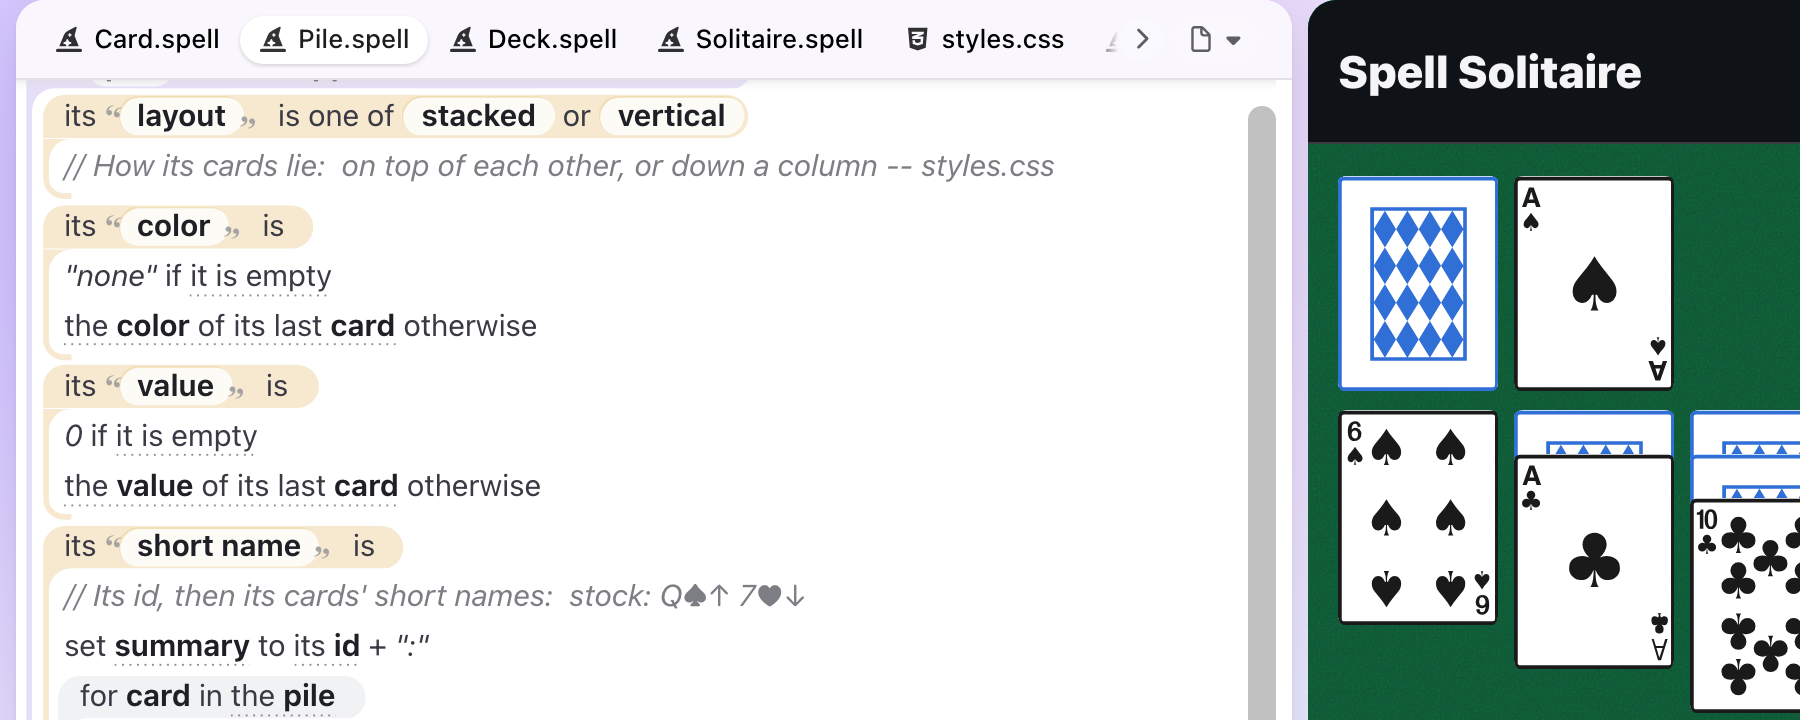 Card.spell Pile.spell Deck.spell Solitaire.spell styles.css
its “ layout ” is one of stacked or vertical
// How its cards lie: on top of each other, or down a column -- styles.css
its “ color ” is
"none" if it is empty
the color of its last card otherwise
its “ value ” is
0 if it is empty
the value of its last card otherwise
its “ short name ” is
// Its id, then its cards' short names: stock: Q♠↑ 7♥↓
set summary to its id + ":"
for card in the pile
Spell Solitaire
A
A
6
6
A
A
10